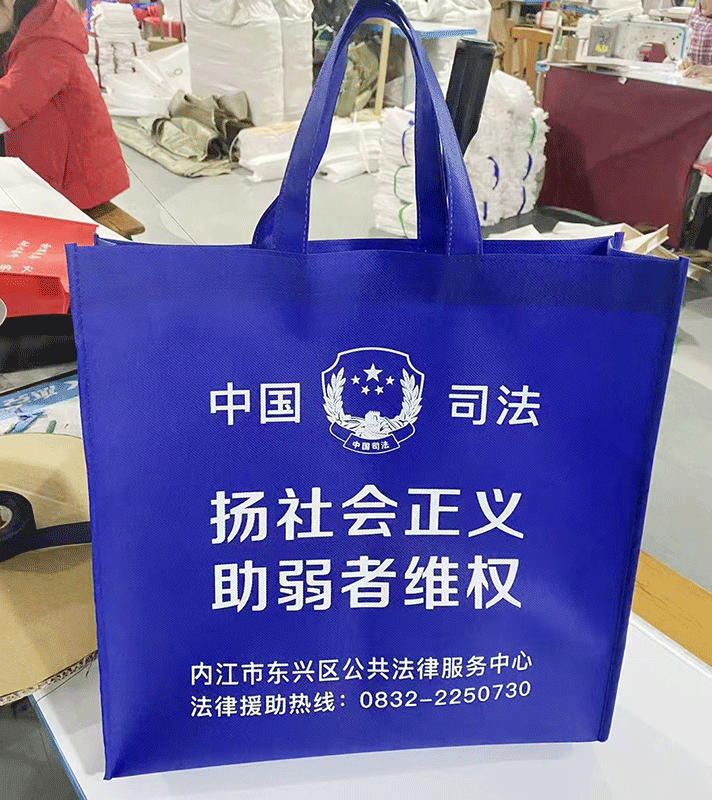 中国 司法
中国司法
扬社会正义
助弱者维权
内江市东兴区公共法律服务中心
法律援助热线：0832-2250730